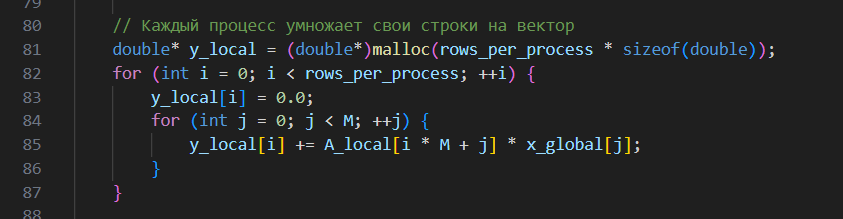 79
80 // Каждый процесс умножает свои строки на вектор
81 double* y_local = (double*)malloc(rows_per_process * sizeof(double));
82 for (int i = 0; i < rows_per_process; ++i) {
83 y_local[i] = 0.0;
84 for (int j = 0; j < M; ++j) {
85 y_local[i] += A_local[i * M + j] * x_global[j];
86 }
87 }
88